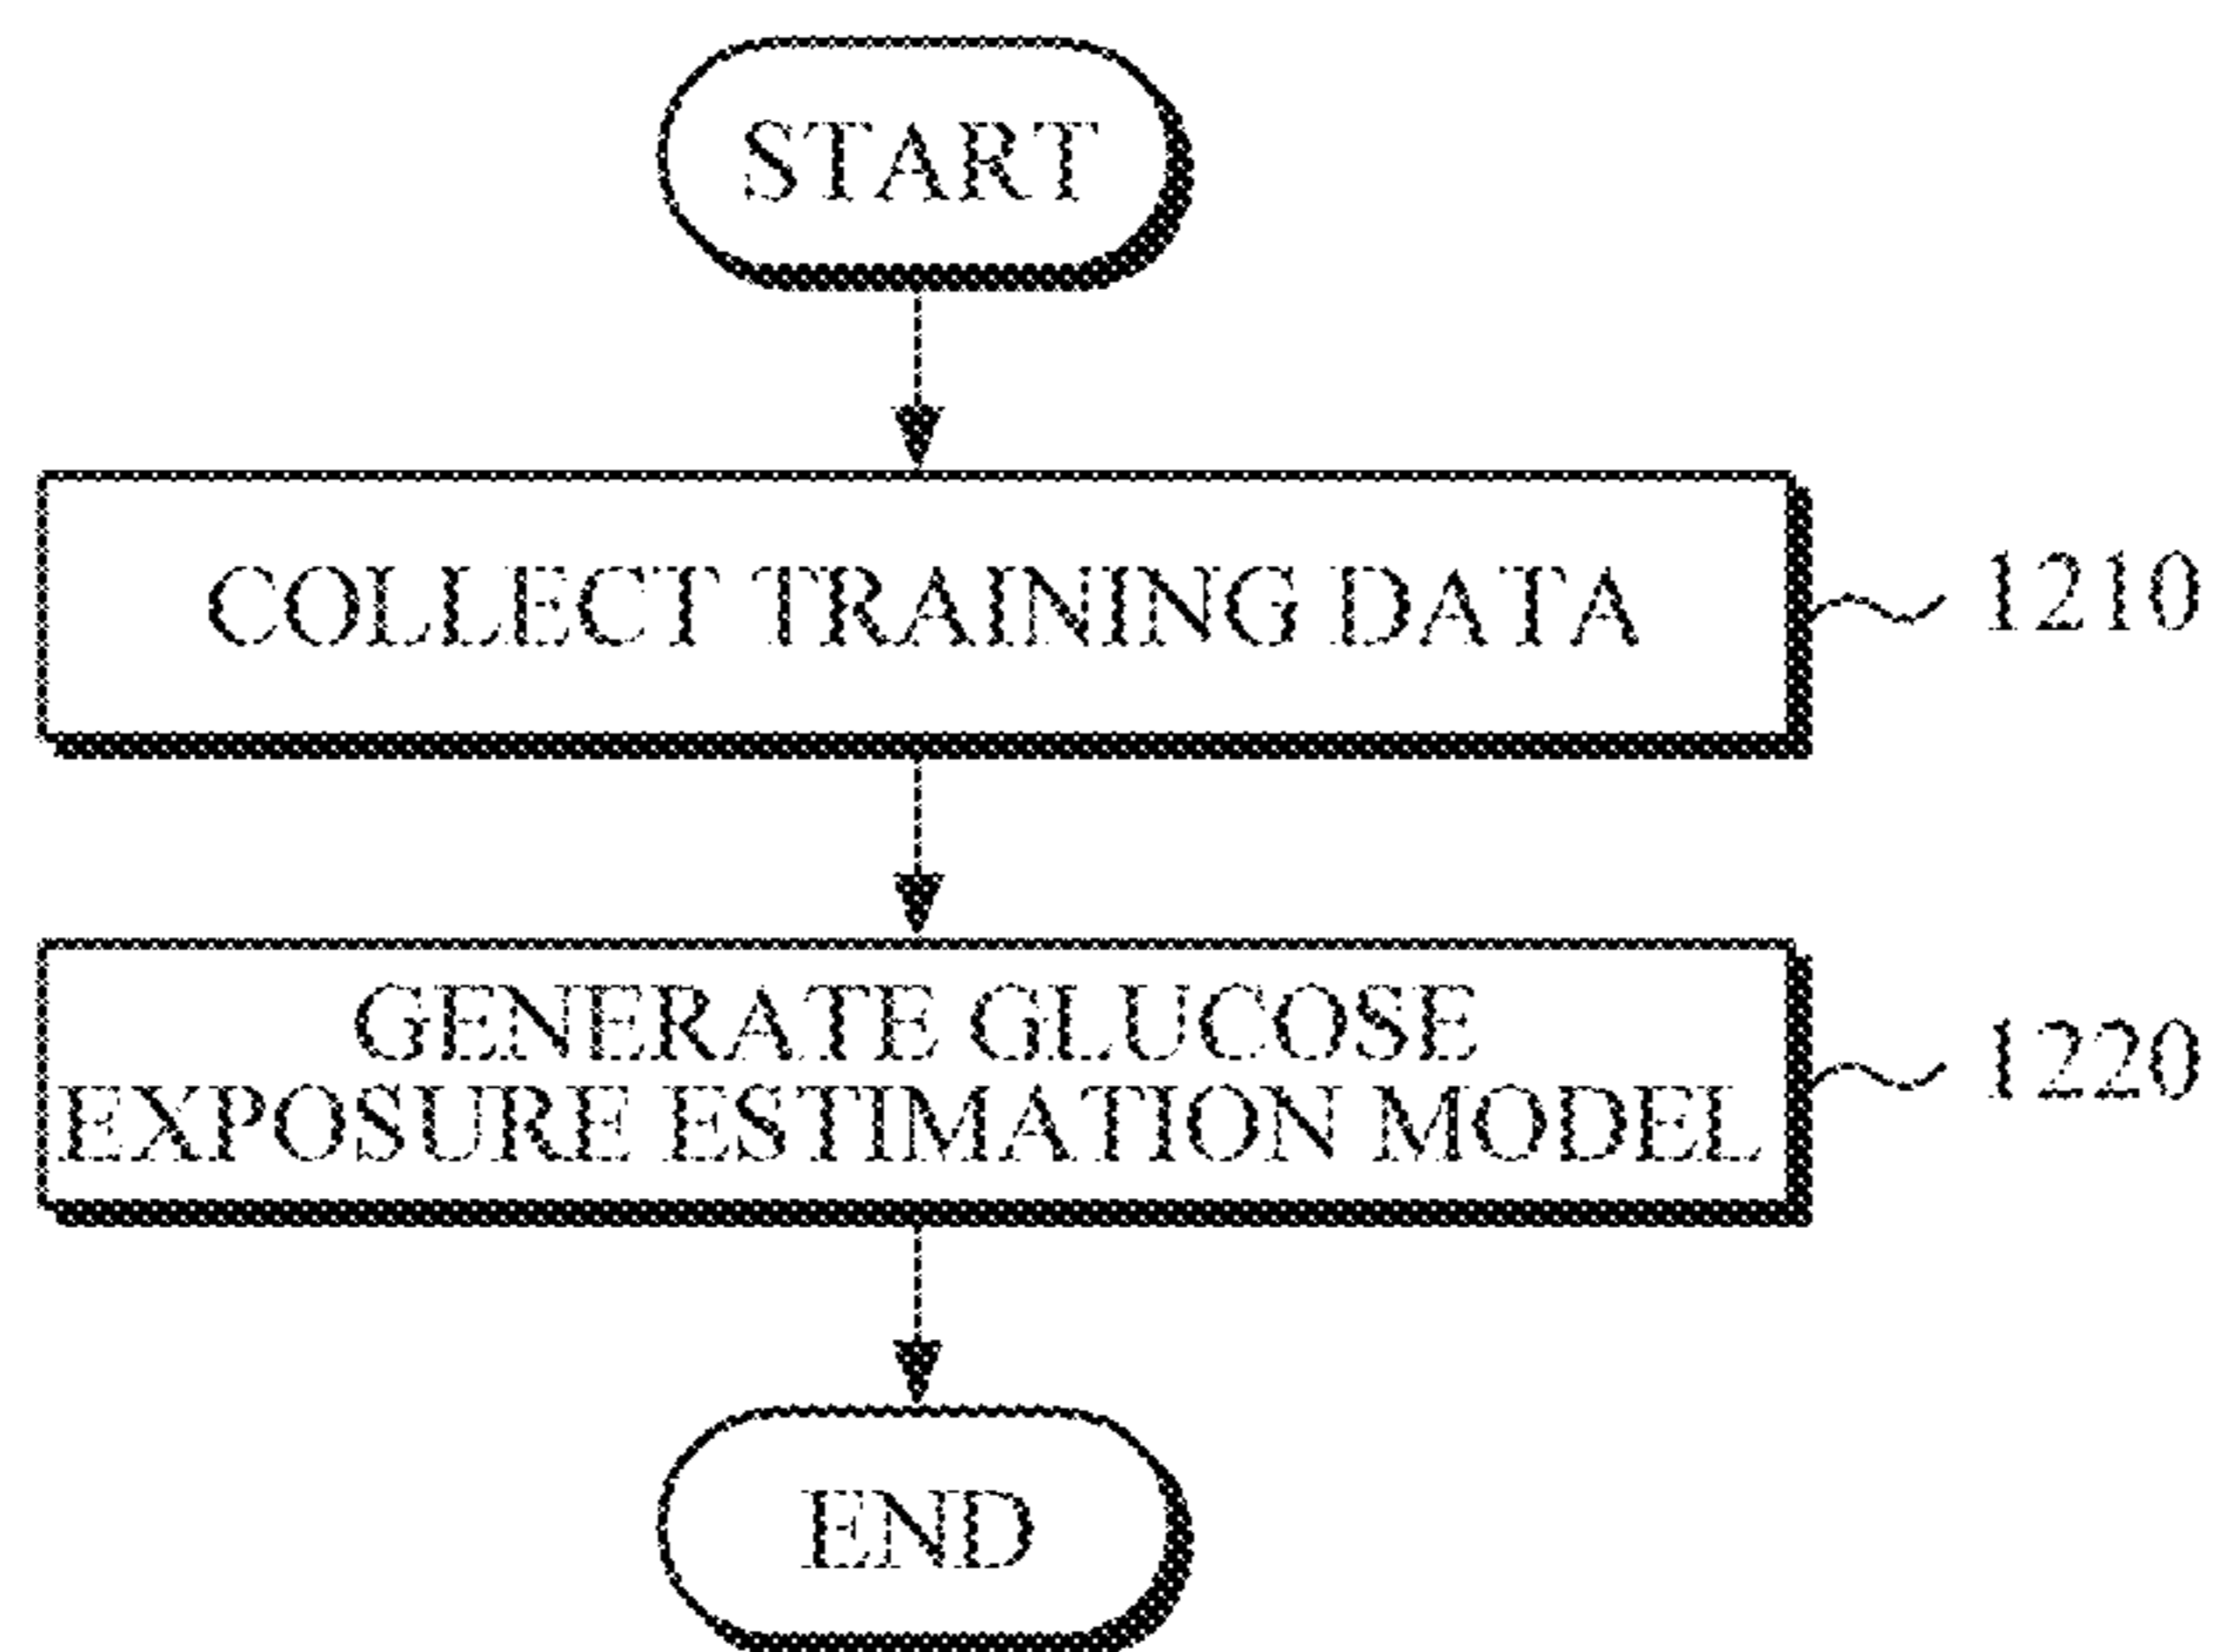 START
COLLECT TRAINING DATA
1210
GENERATE GLUCOSE
EXPOSURE ESTIMATION MODEL
1220
END